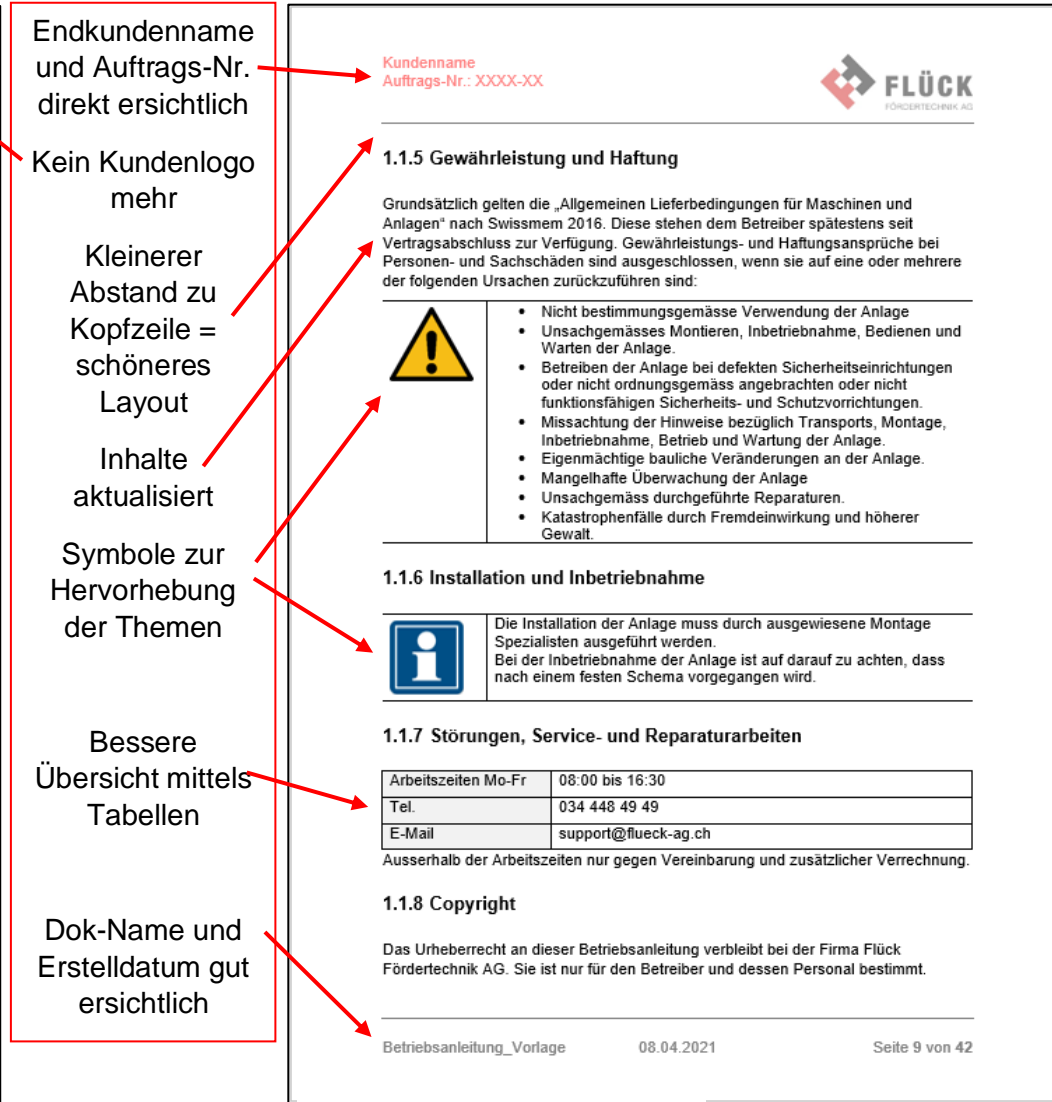 Endkundenname
und Auftrags-Nr.
direkt ersichtlich
Kein Kundenlogo
mehr
Kleinerer
Abstand zu
Kopfzeile =
schöneres
Layout
Inhalte
aktualisiert
Symbole zur
Hervorhebung
der Themen
Bessere
Übersicht mittels
Tabellen
Dok-Name und
Erstelldatum gut
ersichtlich
Kundenname
Auftrags-Nr.: XXXX-XX
FLÜCK
FÖRDERTECHNIK AG
1.1.5 Gewährleistung und Haftung
Grundsätzlich gelten die „Allgemeinen Lieferbedingungen für Maschinen und
Anlagen“ nach Swissmem 2016. Diese stehen dem Betreiber spätestens seit
Vertragsabschluss zur Verfügung. Gewährleistungs- und Haftungsansprüche bei
Personen- und Sachschäden sind ausgeschlossen, wenn sie auf eine oder mehrere
der folgenden Ursachen zurückzuführen sind:
• Nicht bestimmungsgemässe Verwendung der Anlage
• Unsachgemässes Montieren, Inbetriebnahme, Bedienen und
Warten der Anlage.
• Betreiben der Anlage bei defekten Sicherheitseinrichtungen
oder nicht ordnungsgemäss angebrachten oder nicht
funktionsfähigen Sicherheits- und Schutzvorrichtungen.
• Missachtung der Hinweise bezüglich Transports, Montage,
Inbetriebnahme, Betrieb und Wartung der Anlage.
• Eigenmächtige bauliche Veränderungen an der Anlage.
• Mangelhafte Überwachung der Anlage
• Unsachgemäss durchgeführte Reparaturen.
• Katastrophenfälle durch Fremdeinwirkung und höherer
Gewalt.
1.1.6 Installation und Inbetriebnahme
Die Installation der Anlage muss durch ausgewiesene Montage
Spezialisten ausgeführt werden.
Bei der Inbetriebnahme der Anlage ist auf darauf zu achten, dass
nach einem festen Schema vorgegangen wird.
1.1.7 Störungen, Service- und Reparaturarbeiten
Arbeitszeiten Mo-Fr 08:00 bis 16:30
Tel. 034 448 49 49
E-Mail support@flueck-ag.ch
Ausserhalb der Arbeitszeiten nur gegen Vereinbarung und zusätzlicher Verrechnung.
1.1.8 Copyright
Das Urheberrecht an dieser Betriebsanleitung verbleibt bei der Firma Flück
Fördertechnik AG. Sie ist nur für den Betreiber und dessen Personal bestimmt.
Betriebsanleitung_Vorlage 08.04.2021 Seite 9 von 42